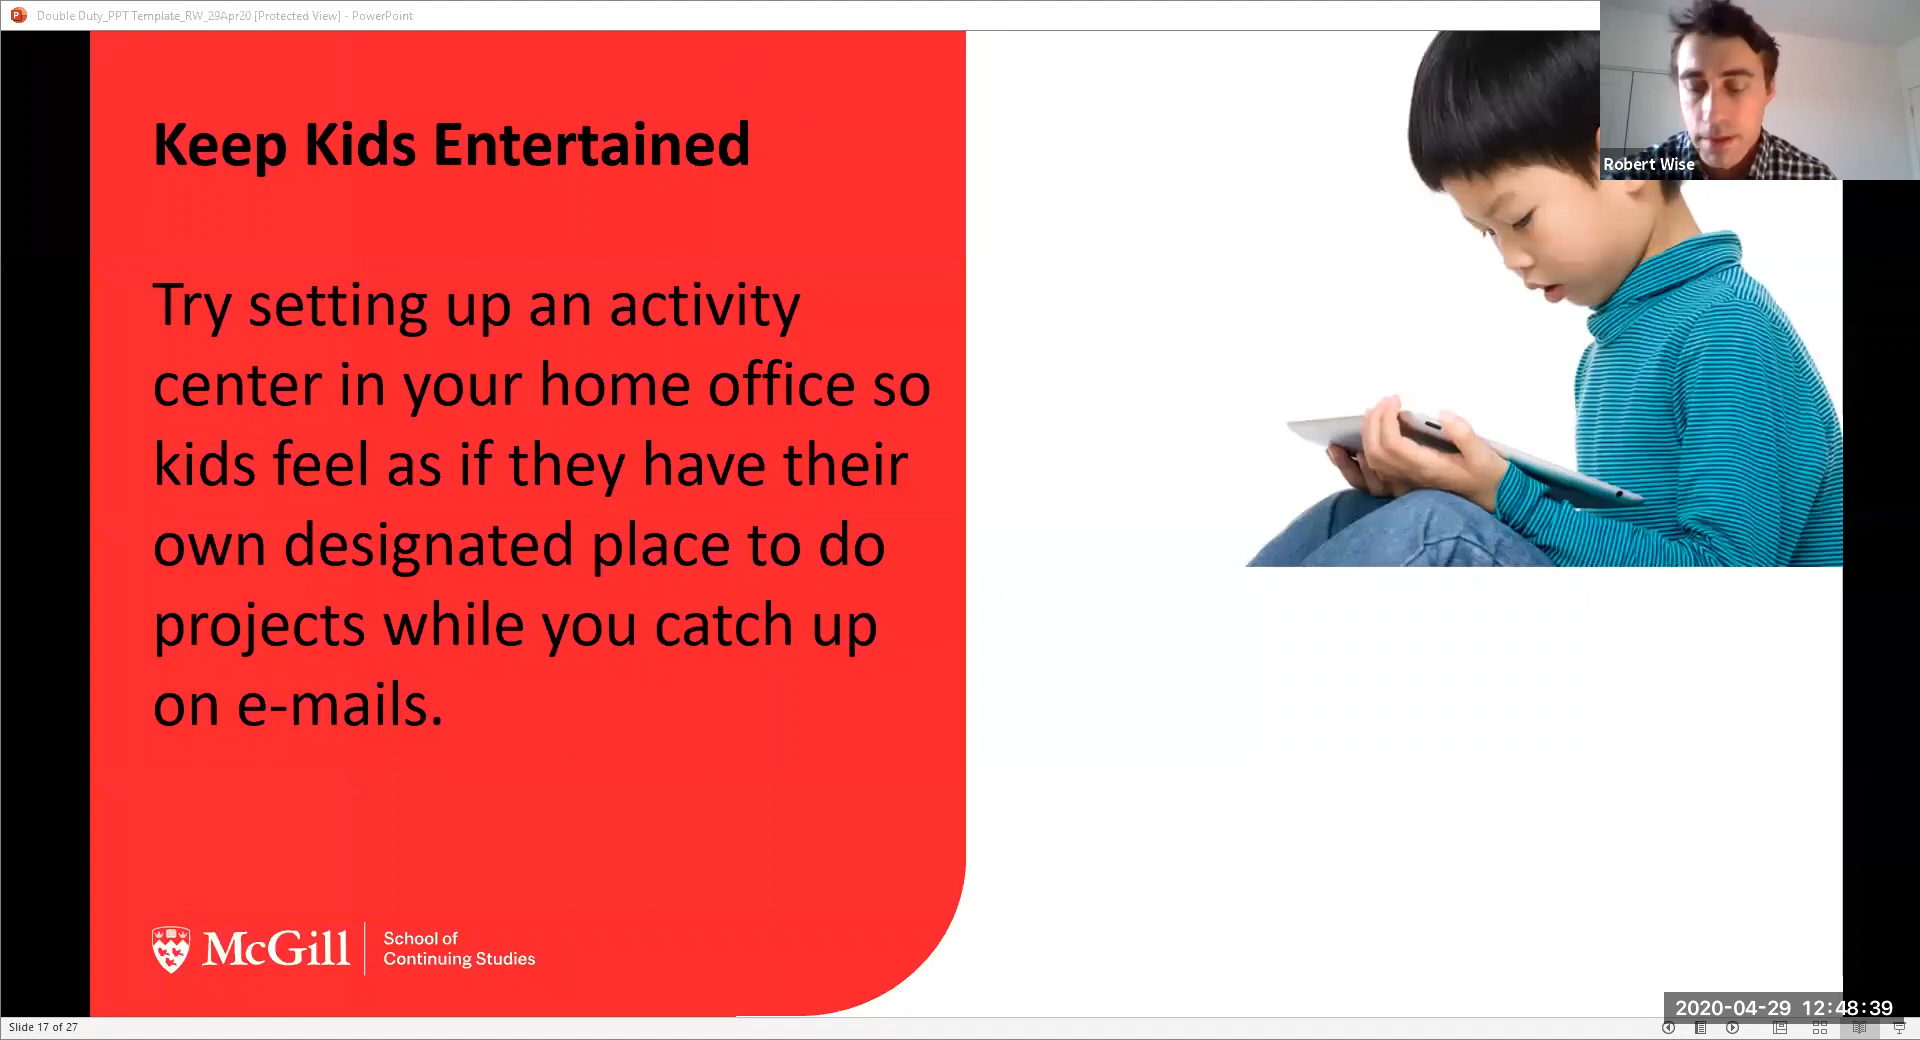 Double Duty_PPT Template_RW_29Apr20 [Protected View] - PowerPoint
Robert Wise
Keep Kids Entertained
Try setting up an activity
center in your home office so
kids feel as if they have their
own designated place to do
projects while you catch up
on e-mails.
McGill
School of
Continuing Studies
2020-04-29 12:48:39
Slide 17 of 27